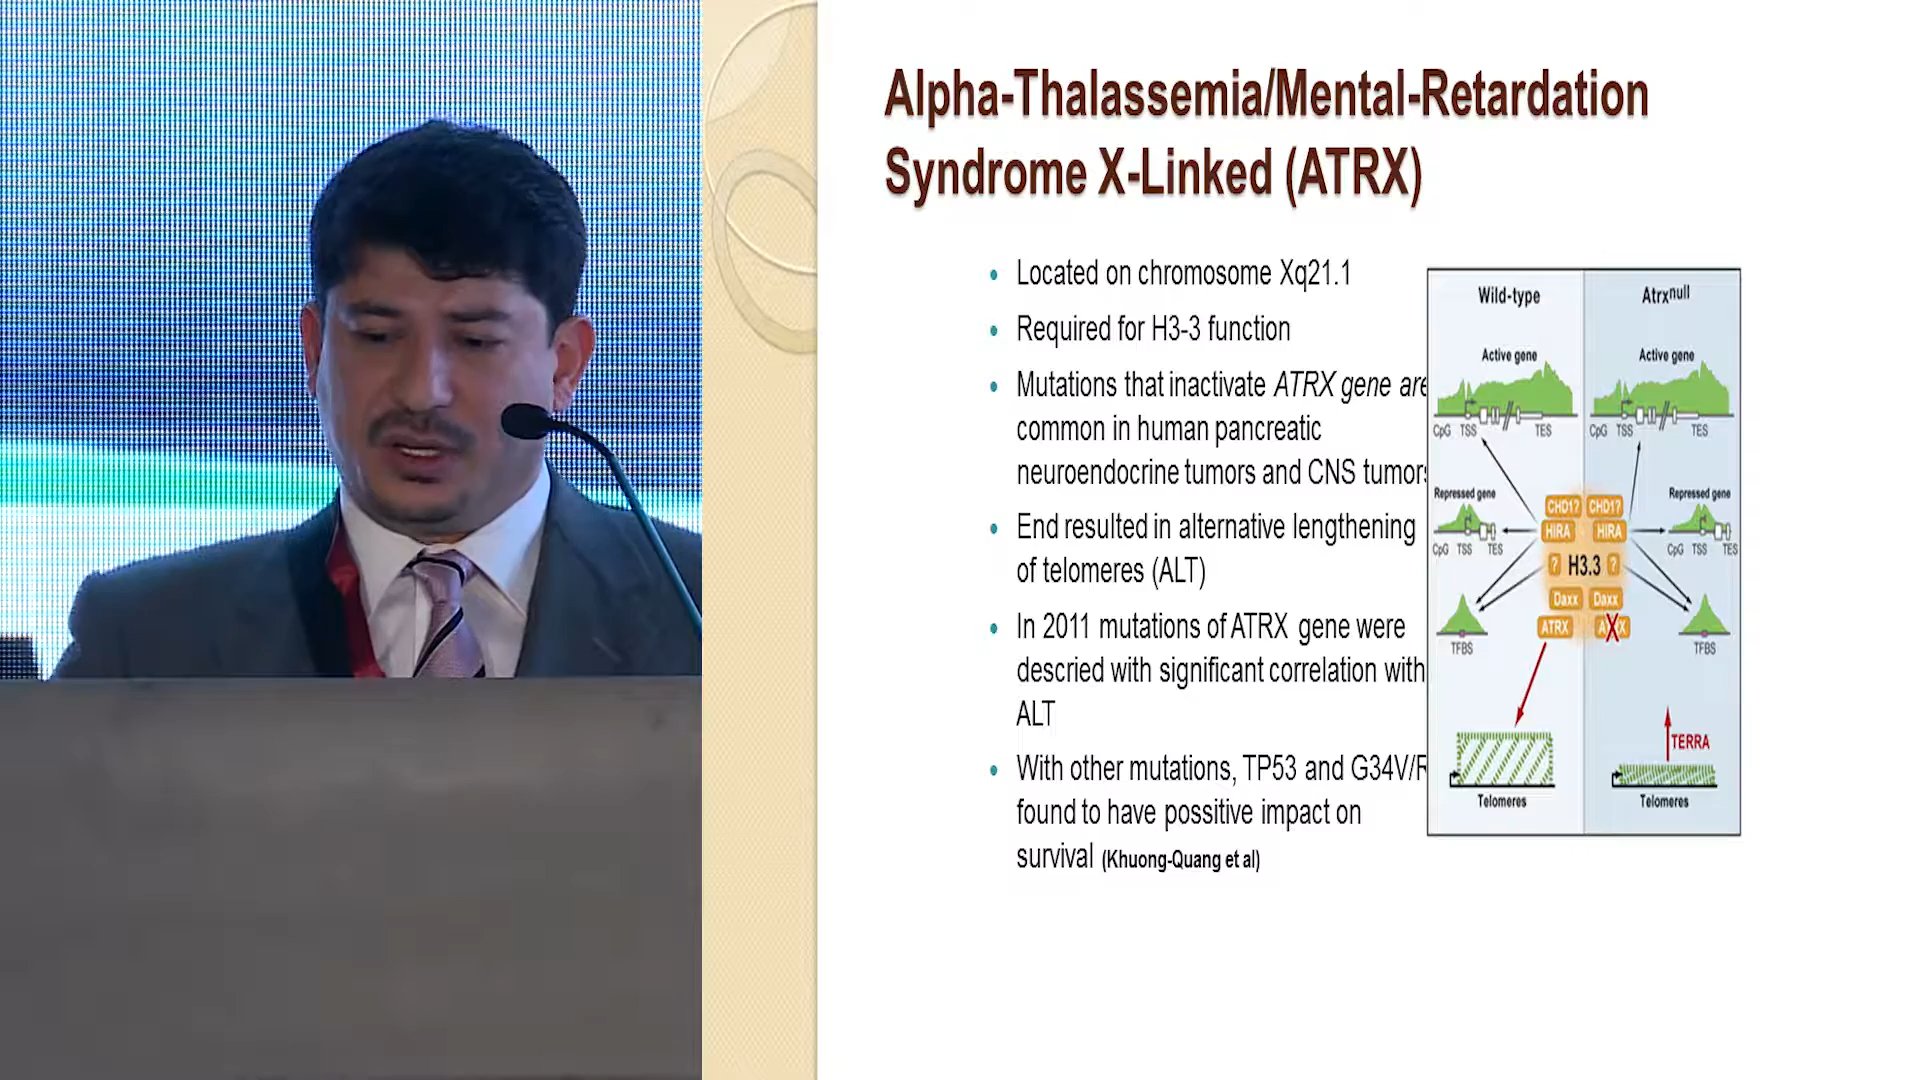 Alpha-Thalassemia/Mental-Retardation
Syndrome X-Linked (ATRX)
• Located on chromosome Xq21.1
• Required for H3-3 function
• Mutations that inactivate ATRX gene are
common in human pancreatic
neuroendocrine tumors and CNS tumors
• End resulted in alternative lengthening
of telomeres (ALT)
• In 2011 mutations of ATRX gene were
descried with significant correlation with
ALT
• With other mutations, TP53 and G34V/R
found to have possitive impact on
survival (Khuong-Quang et al)
Wild-type
Active gene
CpG TSS TES
Repressed gene
CpG TSS TES
TFBS
Atrxnull
Active gene
CpG TSS TES
Repressed gene
CpG TSS TES
TFBS
CHD1? CHD1?
HIRA HIRA
? H3.3 ?
Daxx Daxx
ATRX ATRX
TERRA
Telomeres
Telomeres